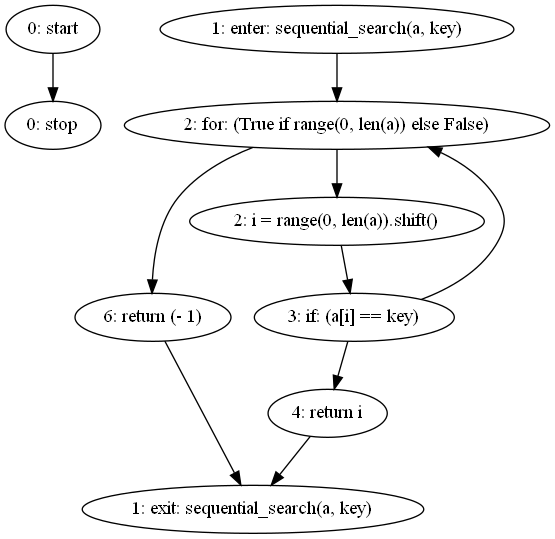 0: start
1: enter: sequential_search(a, key)
0: stop
2: for: (True if range(0, len(a)) else False)
2: i = range(0, len(a)).shift()
6: return (- 1)
3: if: (a[i] == key)
4: return i
1: exit: sequential_search(a, key)